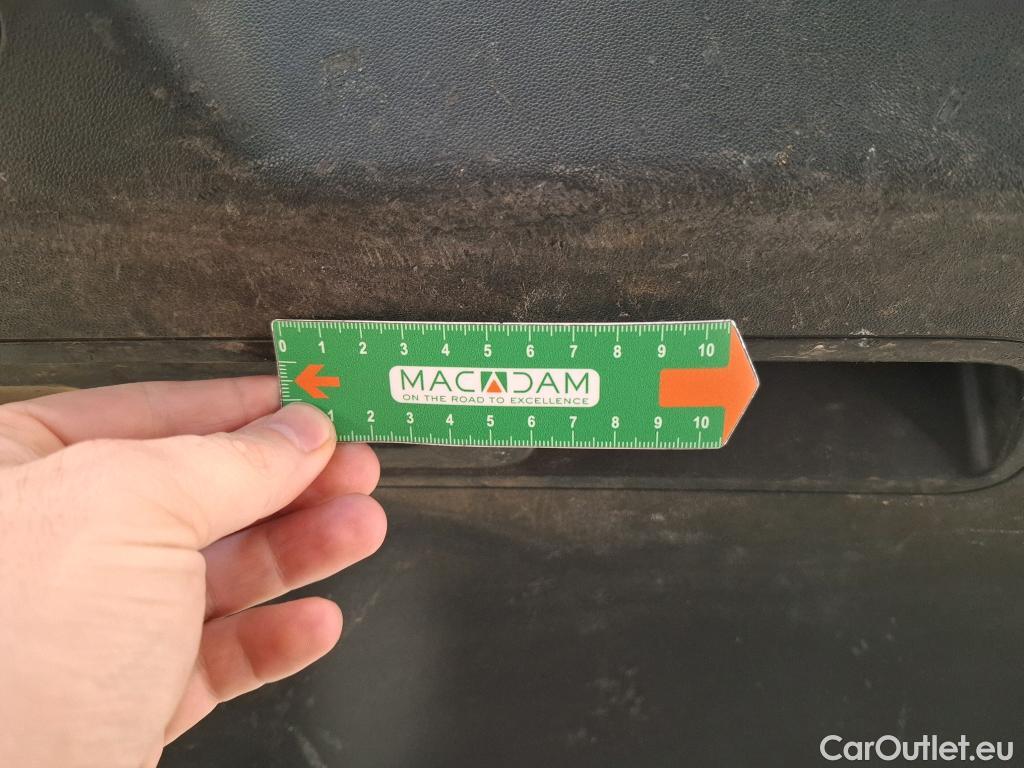 0 1 2 3 4 5 6 7 8 9 10
MACADAM
ON THE ROAD TO EXCELLENCE
1 2 3 4 5 6 7 8 9 10
CarOutlet.eu